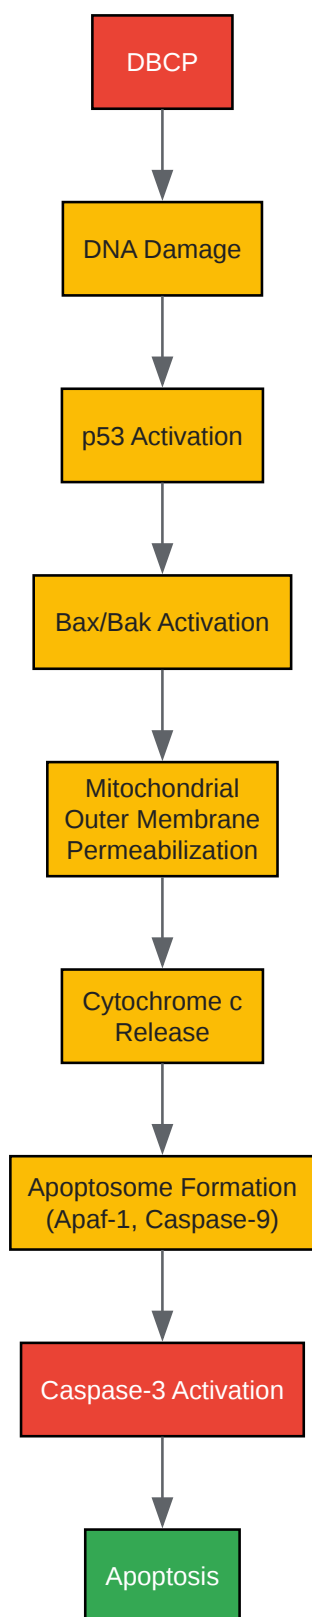 DBCP
DNA Damage
p53 Activation
Bax/Bak Activation
Mitochondrial
Outer Membrane
Permeabilization
Cytochrome c
Release
Apoptosome Formation
(Apaf-1, Caspase-9)
Caspase-3 Activation
Apoptosis